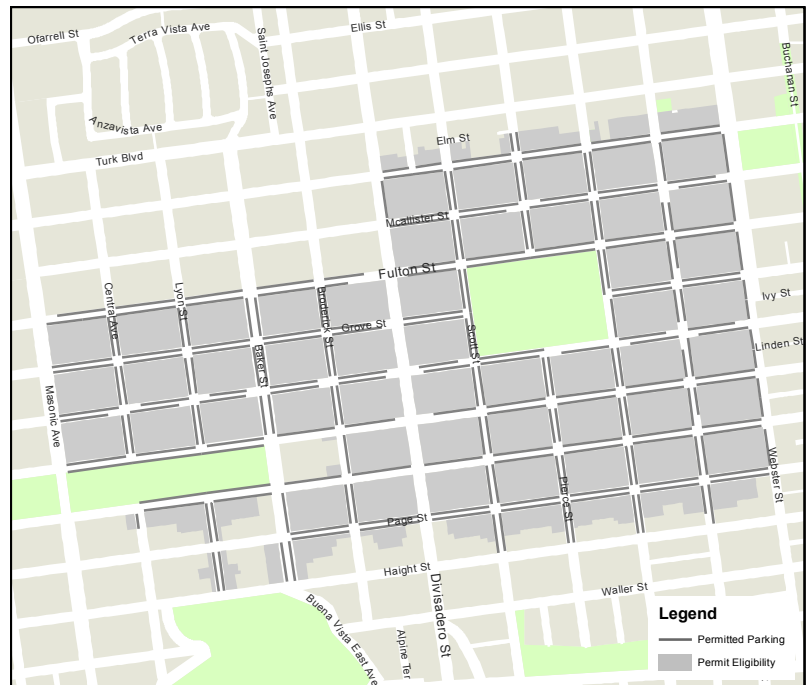 Ofarrell St
Terra Vista Ave
Saint Josephs Ave
Ellis St
Buchanan St
Anzavista Ave
Turk Blvd
Elm St
Mcallister St
Fulton St
Central Ave
Lyon St
Broderick St
Grove St
Scott St
Ivy St
Linden St
Baker St
Masonic Ave
Webster St
Pierce St
Page St
Haight St
Divisadero St
Waller St
Buena Vista East Ave
Alpine Ter
Legend
Permitted Parking
Permit Eligibility